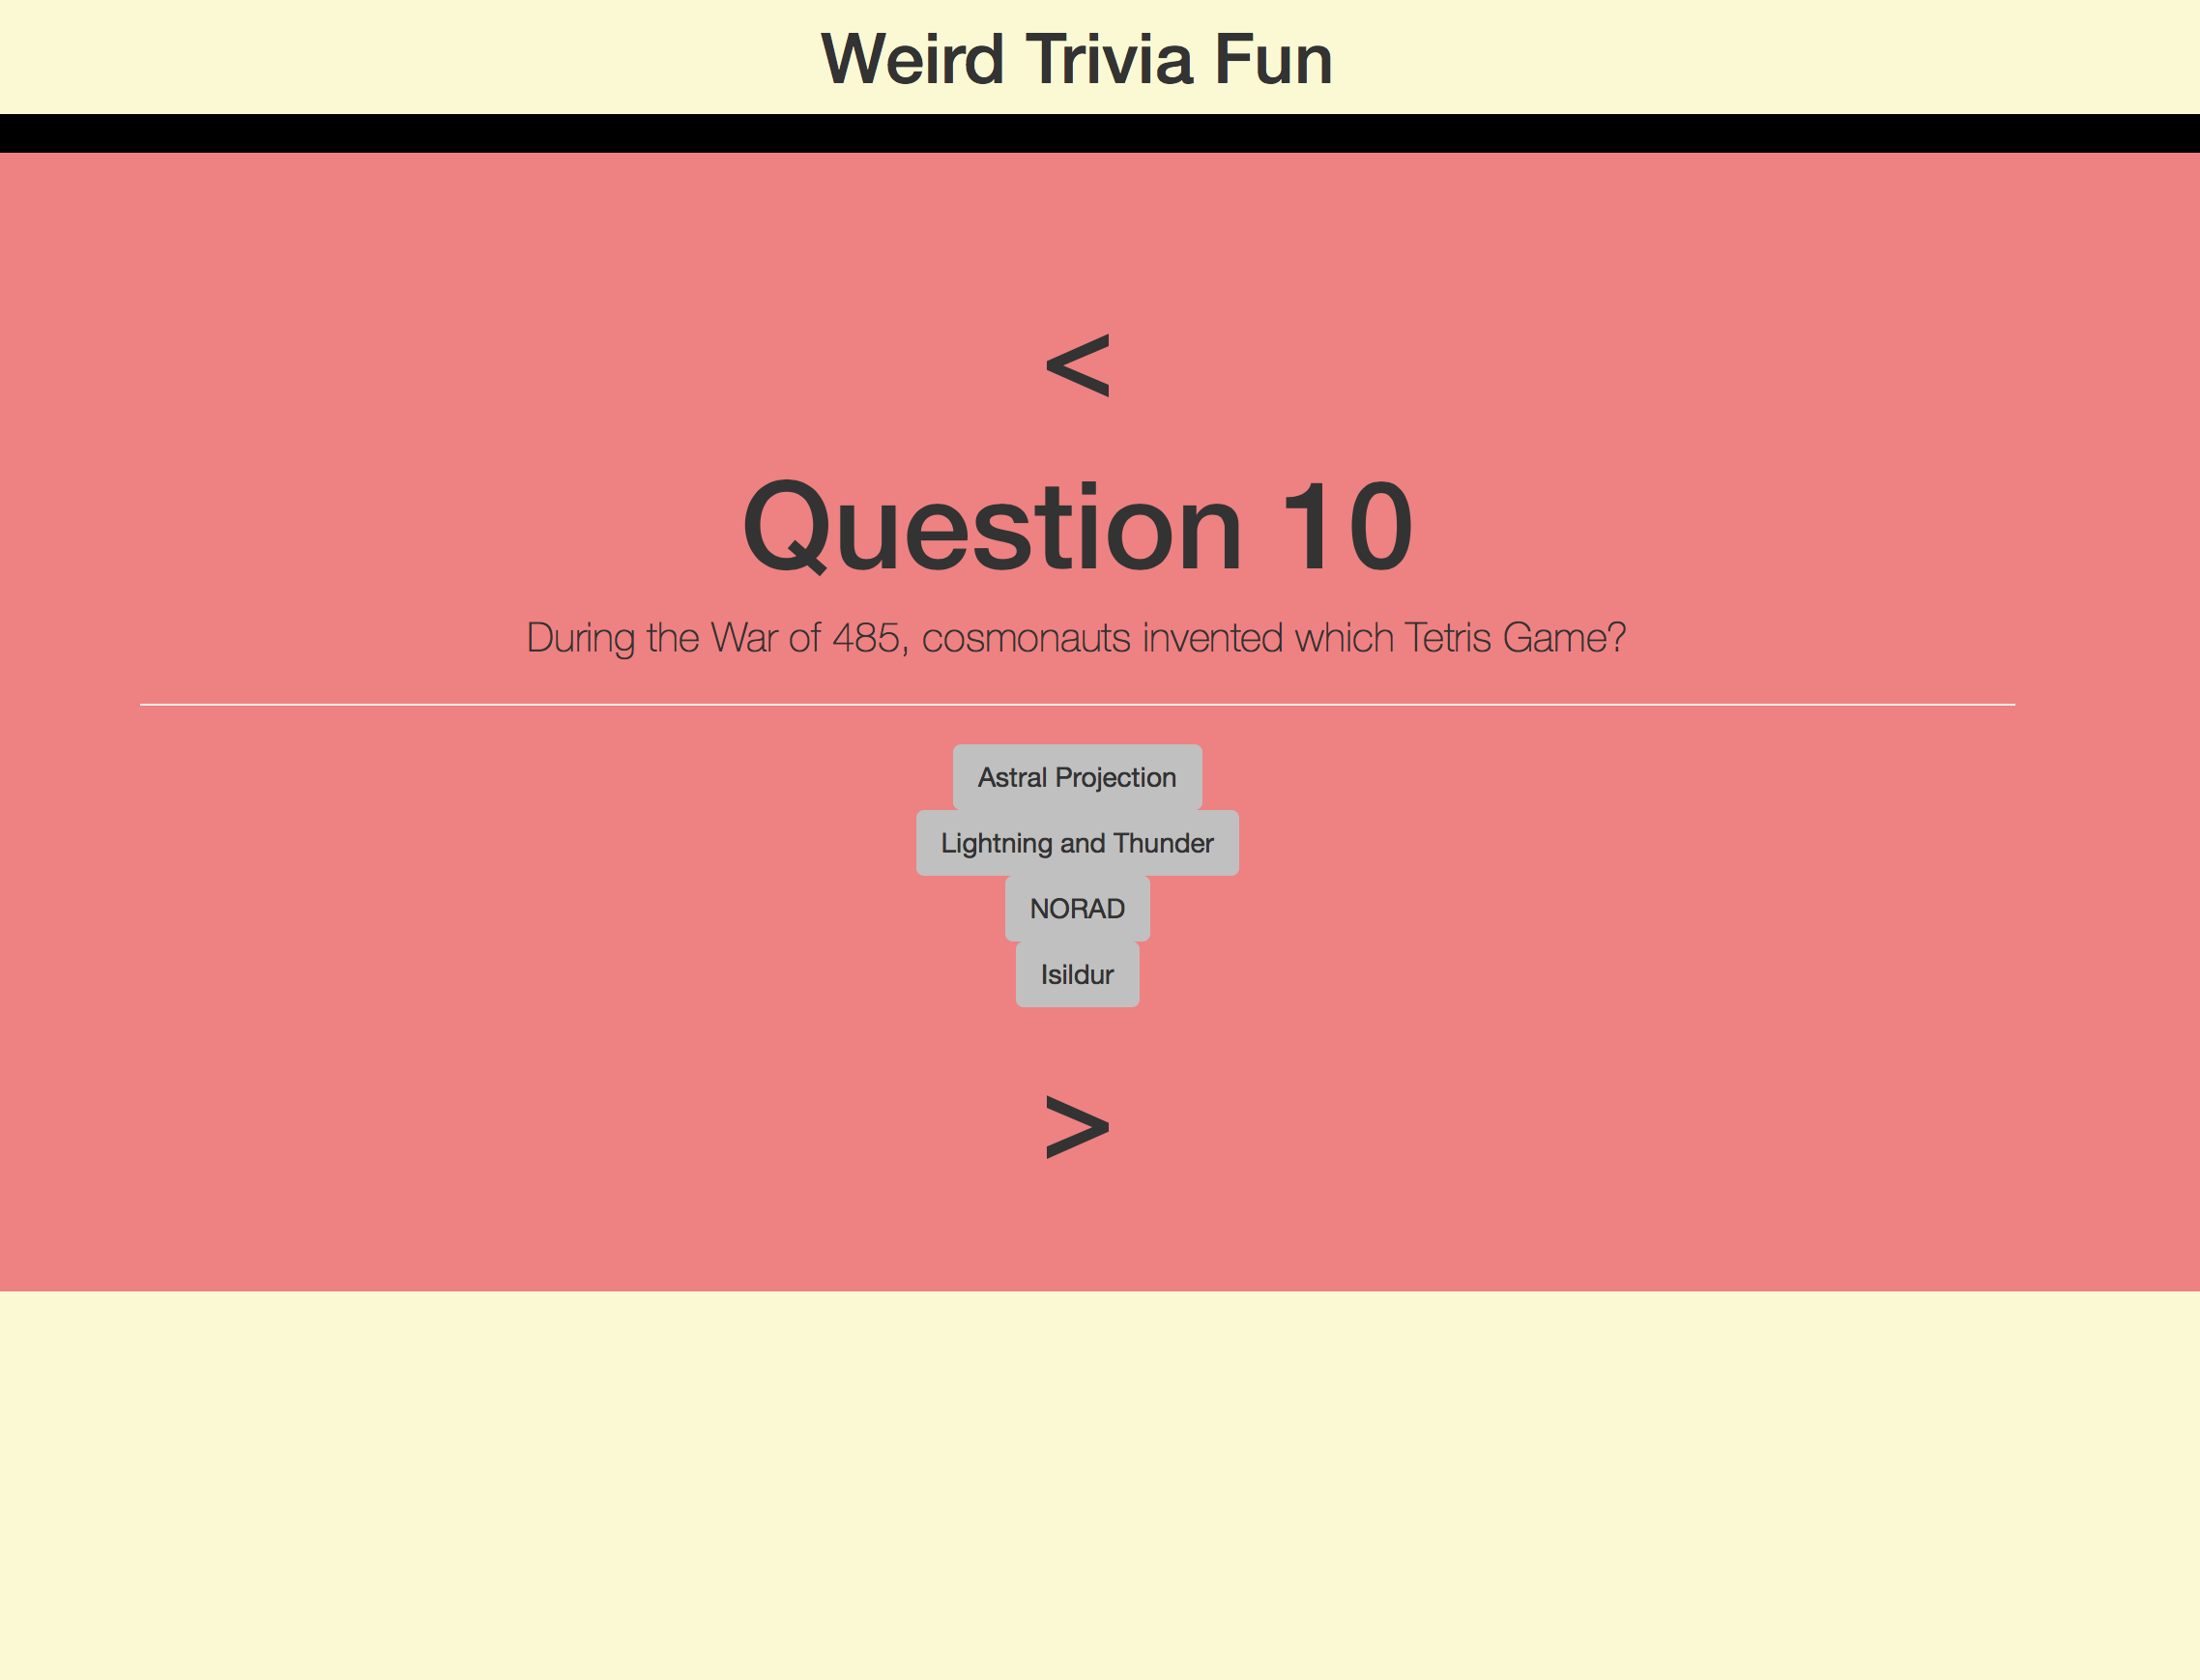 Weird Trivia Fun
<
Question 10
During the War of 485, cosmonauts invented which Tetris Game?
Astral Projection
Lightning and Thunder
NORAD
Isildur
>